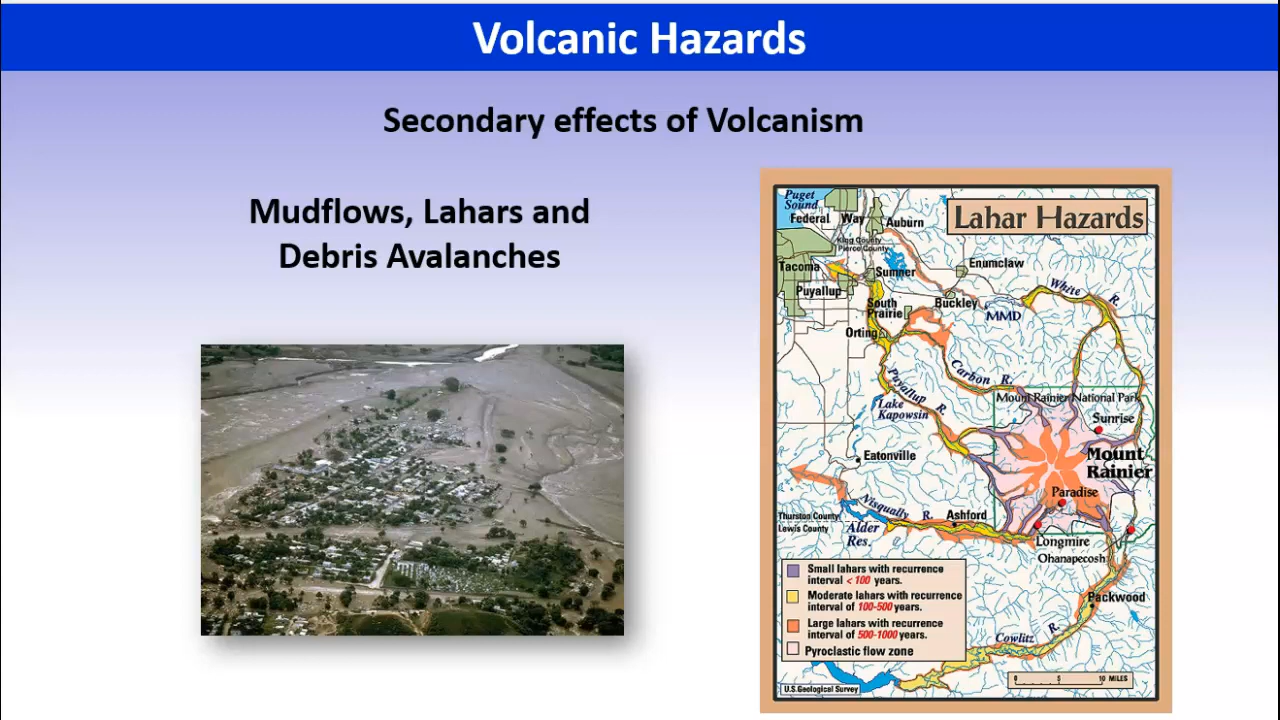 Volcanic Hazards
Secondary effects of Volcanism
Mudflows, Lahars and
Debris Avalanches
Lahar Hazards
Puget
Sound
Federal Way
Auburn
King County
Pierce County
Tacoma
Sumner
Enumclaw
Puyallup
South
Prairie
Buckley
MMD
White R.
Orting
Carbon R.
Puyallup R.
Lake
Kapowsin
Mount Rainier National Park
Sunrise
Mount
Rainier
Eatonville
Paradise
Nisqually R.
Ashford
Thurston County
Lewis County
Alder
Res.
Longmire
Ohanapecosh
Small lahars with recurrence
interval < 100 years.
Moderate lahars with recurrence
interval of 100-500 years.
Large lahars with recurrence
interval of 500-1000 years.
Pyroclastic flow zone
Packwood
Cowlitz R.
0 5 10 MILES
U.S. Geological Survey